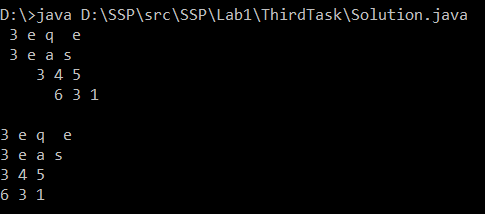 D:\>java D:\SSP\src\SSP\Lab1\ThirdTask\Solution.java
 3 e q  e
 3 e a s
    3 4 5
      6 3 1

3 e q  e
3 e a s
3 4 5
6 3 1